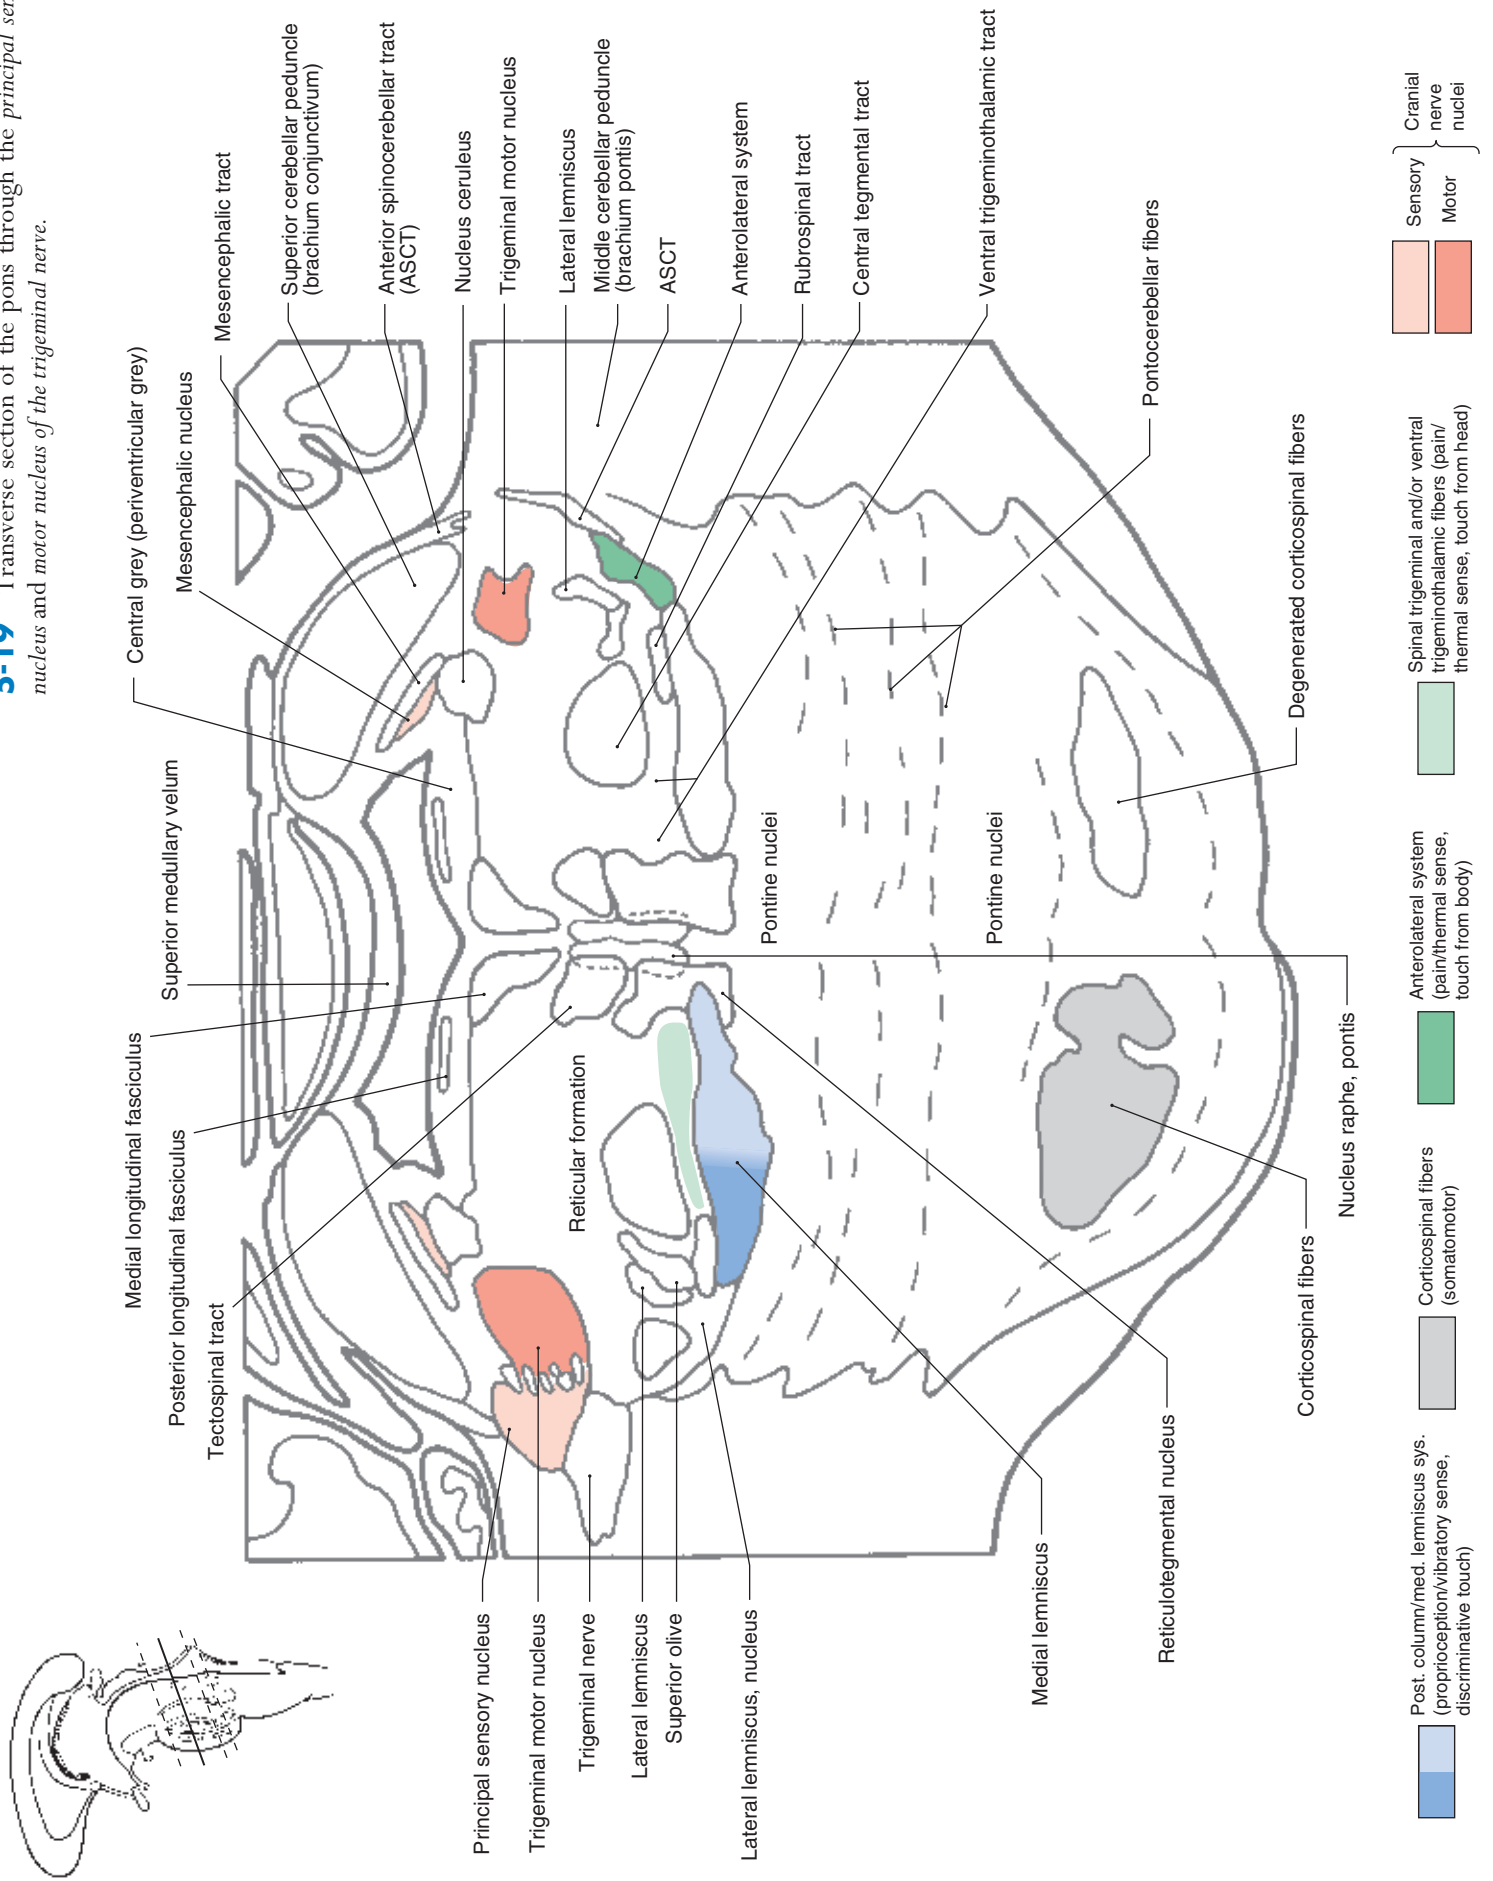 5-19 Transverse section of the pons through the principal
nucleus and motor nucleus of the trigeminal nerve.
Superior medullary velum
Central grey (periventricular grey)
Mesencephalic nucleus
Mesencephalic tract
Superior cerebellar peduncle
(brachium conjunctivum)
Anterior spinocerebellar tract
(ASCT)
Nucleus ceruleus
Trigeminal motor nucleus
Lateral lemniscus
Middle cerebellar peduncle
(brachium pontis)
ASCT
Anterolateral system
Rubrospinal tract
Central tegmental tract
Ventral trigeminothalamic tract
Pontocerebellar fibers
Degenerated corticospinal fibers
Medial longitudinal fasciculus
Posterior longitudinal fasciculus
Tectospinal tract
Reticular formation
Pontine nuclei
Pontine nuclei
Principal sensory nucleus
Trigeminal motor nucleus
Trigeminal nerve
Lateral lemniscus
Superior olive
Lateral lemniscus, nucleus
Medial lemniscus
Reticulotegmental nucleus
Corticospinal fibers
Nucleus raphe, pontis
Post. column/med. lemniscus sys.
(proprioception/vibratory sense,
discriminative touch)
Corticospinal fibers
(somatomotor)
Anterolateral system
(pain/thermal sense,
touch from body)
Spinal trigeminal and/or ventral
trigeminothalamic fibers (pain/
thermal sense, touch from head)
Sensory
Motor
Cranial
nerve
nuclei